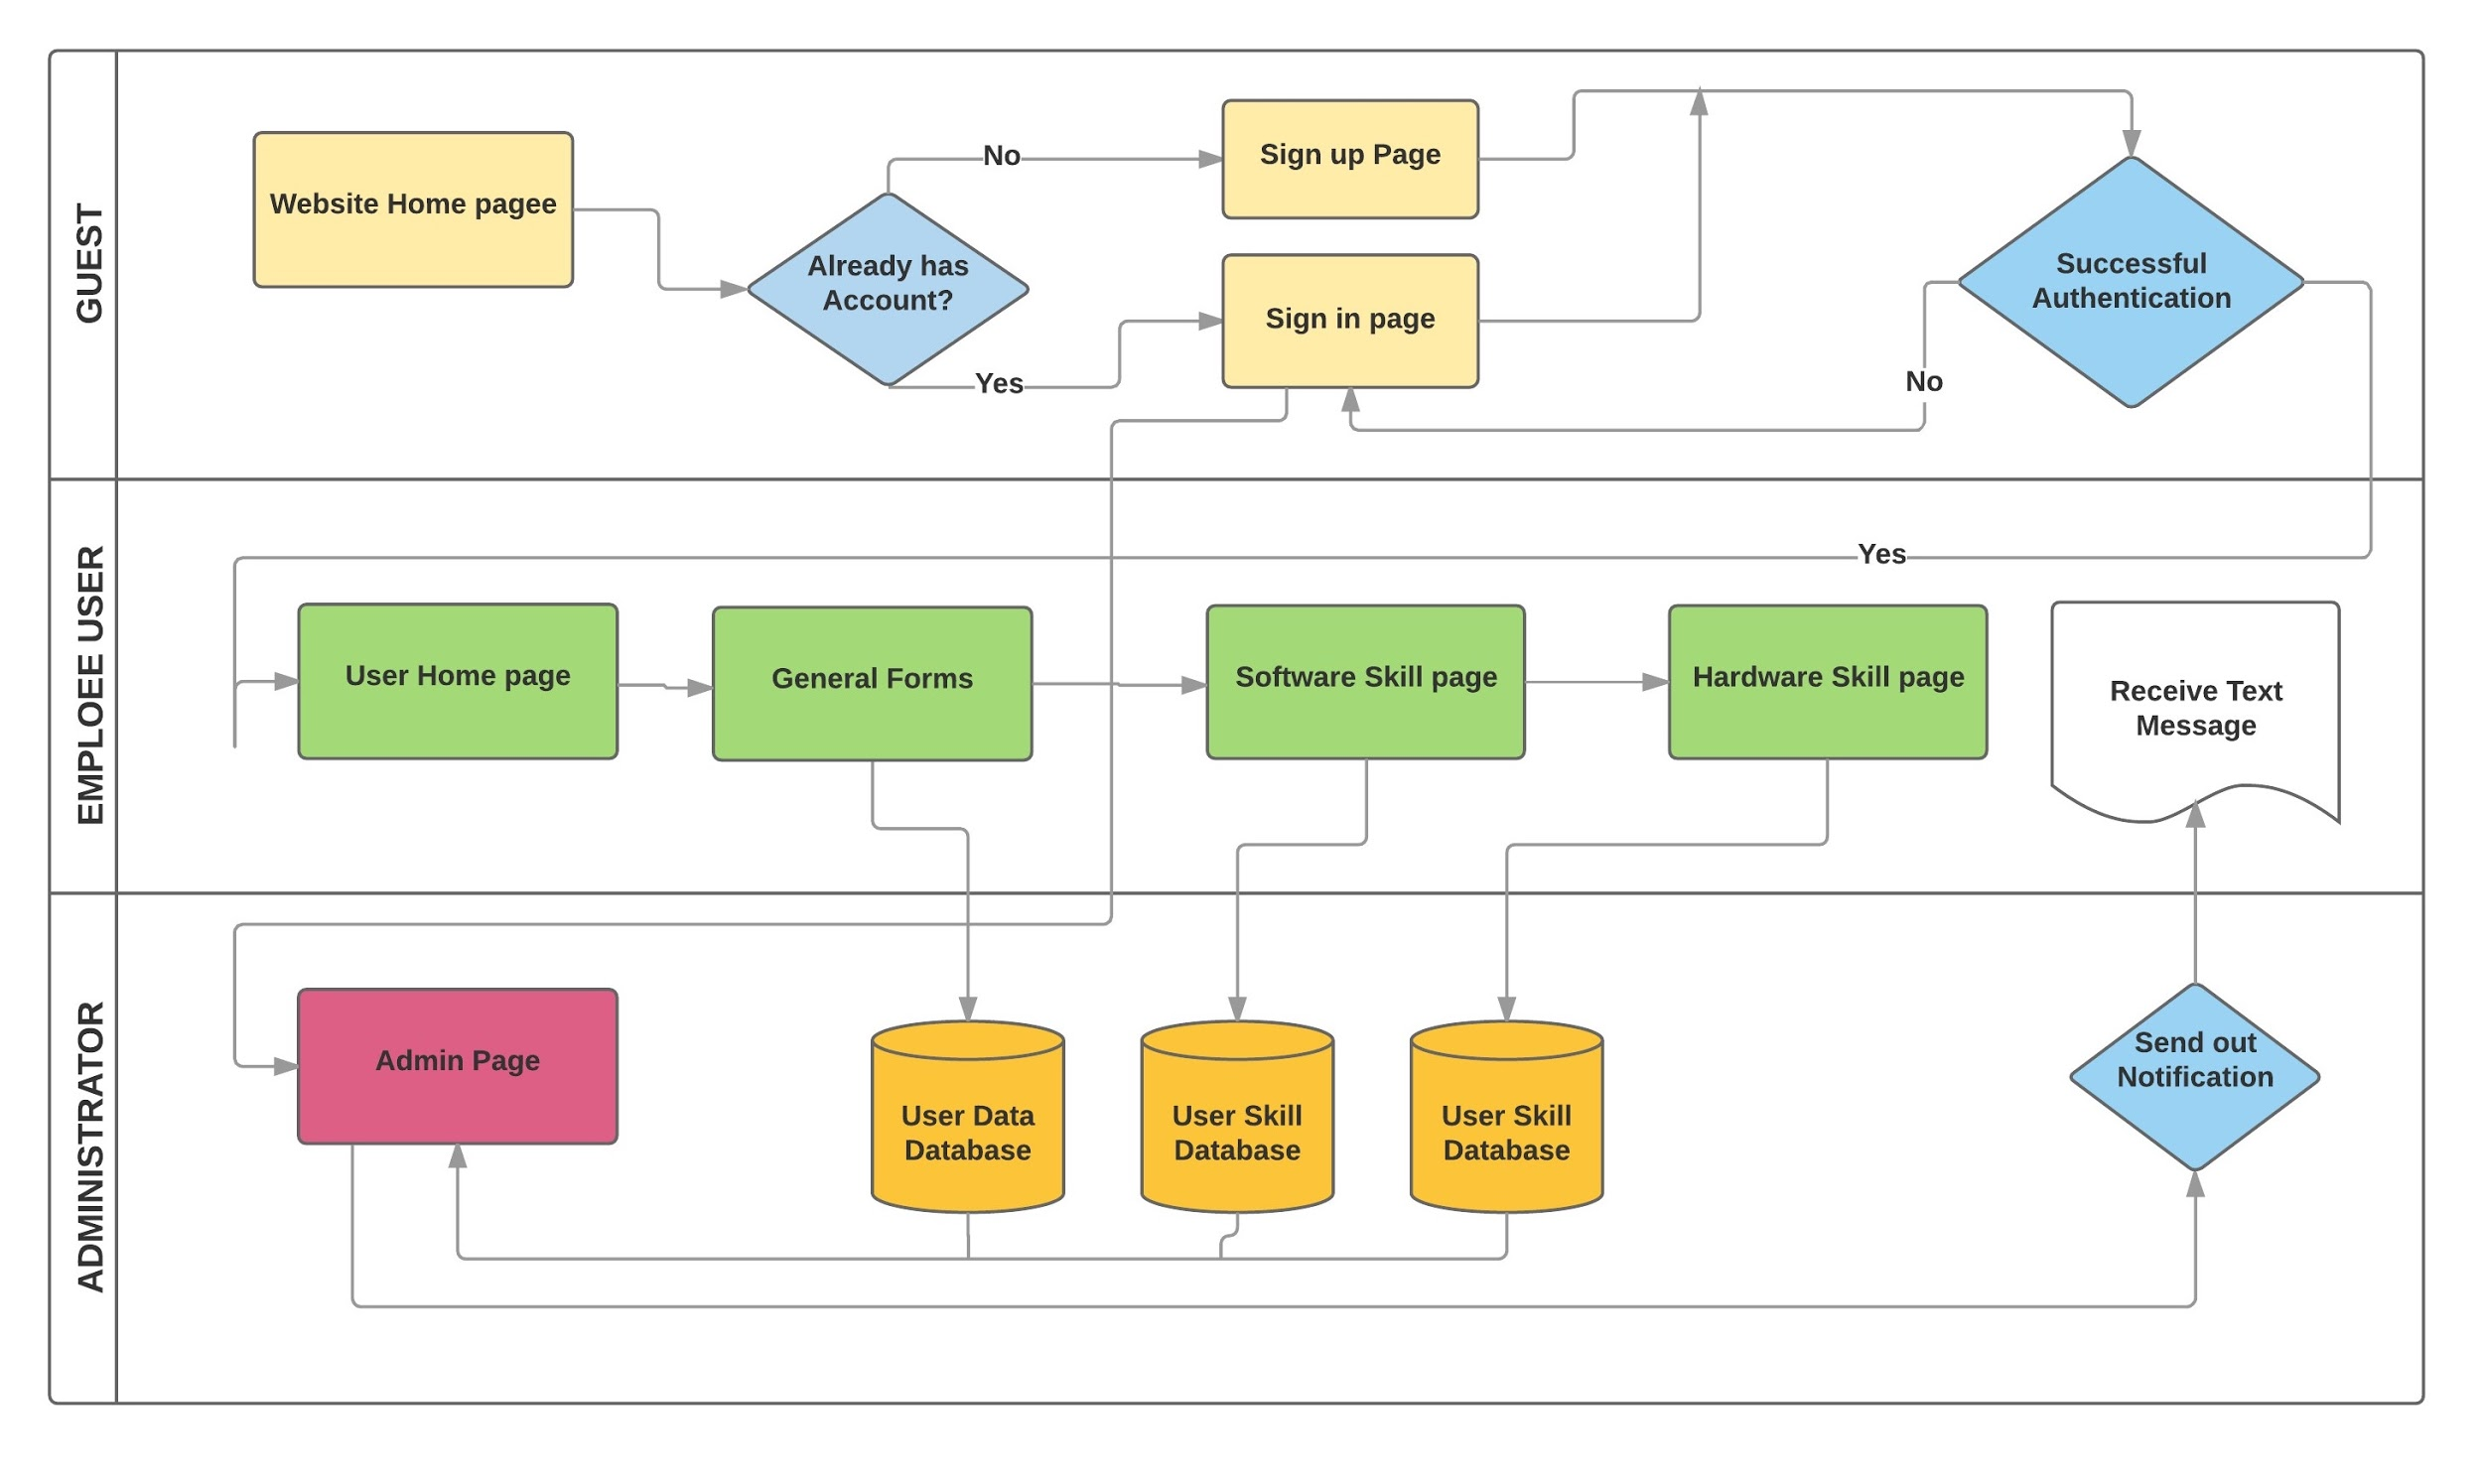 GUEST
Website Home pagee
Already has
Account?
No
Yes
Sign up Page
Sign in page
Successful
Authentication
No
EMPLOEE USER
Yes
User Home page
General Forms
Software Skill page
Hardware Skill page
Receive Text
Message
ADMINISTRATOR
Admin Page
User Data
Database
User Skill
Database
User Skill
Database
Send out
Notification